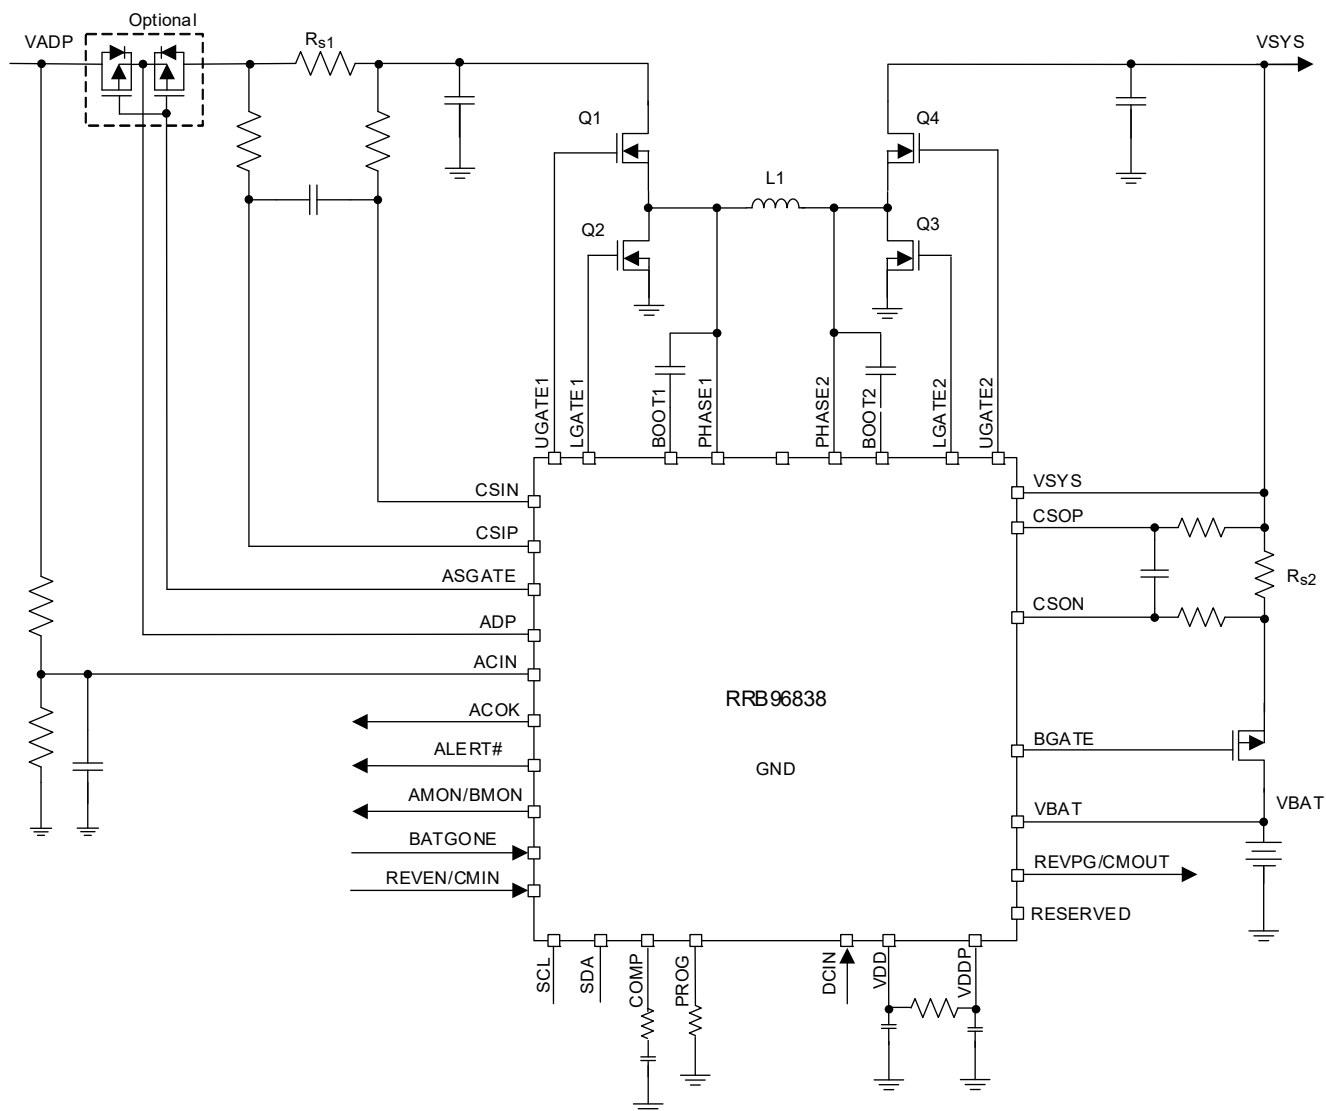 Optional
VADP
Rs1
VSYS
Q1
Q4
L1
Q2
Q3
UGATE1
LGATE1
BOOT1
PHASE1
PHASE2
BOOT2
LGATE2
UGATE2
CSIN
CSIP
ASGATE
ADP
ACIN
ACOK
ALERT#
AMON/BMON
BATGONE
REVEN/CMIN
RRB96838
GND
VSYS
CSOP
Rs2
CSON
BGATE
VBAT
VBAT
REVPG/CMOUT
RESERVED
SCL
SDA
COMP
PROG
DCIN
VDD
VDDP